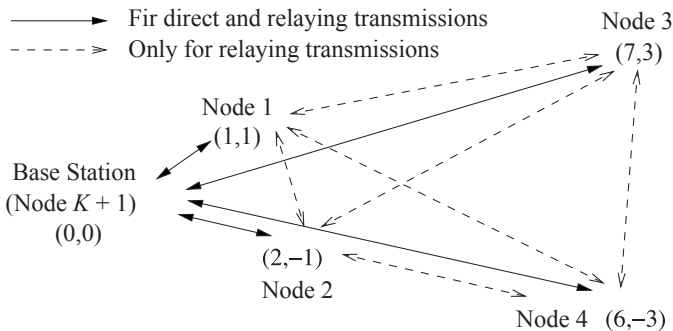 Fir direct and relaying transmissions
Only for relaying transmissions
Node 3
(7,3)
Node 1
(1,1)
Base Station
(Node K + 1)
(0,0)
(2,−1)
Node 2
Node 4 (6,−3)